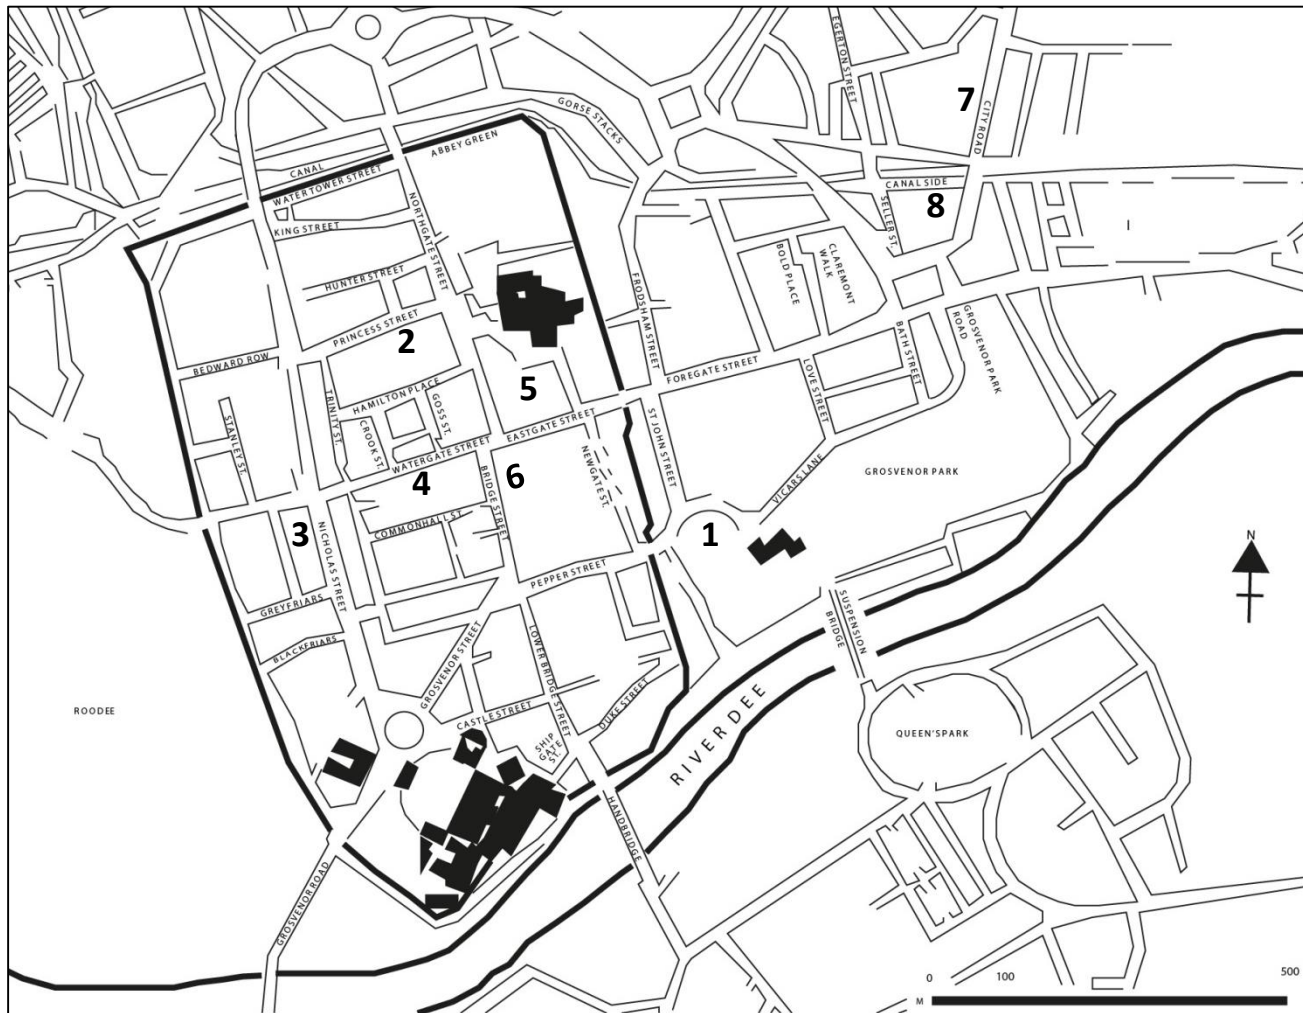 EGERTON STREET
7
CITY ROAD
GORSE STACKS
ABBEY GREEN
CANAL
WATER TOWER STREET
CANAL SIDE
8
SELLER ST.
KING STREET
NORTHGATE STREET
HUNTER STREET
BOLD PLACE
CLAREMONT
WALK
FRODSHAM STREET
PRINCESS STREET
2
BEDWARD ROW
5
FOREGATE STREET
LOVE STREET
BATH STREET
GROSVENOR PARK
ROAD
GROSVENOR PARK
HAMILTON PLACE
TRINITY ST.
CROOK ST.
GOSS ST.
STANLEY ST.
WATERGATE STREET
EASTGATE STREET
ST JOHN STREET
4
6
BRIDGE STREET
NEWGATE ST.
VICARS LANE
3
NICHOLAS STREET
COMMONHALL ST.
1
N
PEPPER STREET
GREYFRIARS
BLACKFRIARS
GROSVENOR STREET
LOWER BRIDGE STREET
SUSPENSION
BRIDGE
ROODEE
CASTLE STREET
DUKE STREET
SHIP
GATE
ST.
RIVER DEE
QUEEN'S PARK
HANDBRIDGE
GROSVENOR ROAD
0 100 500
M